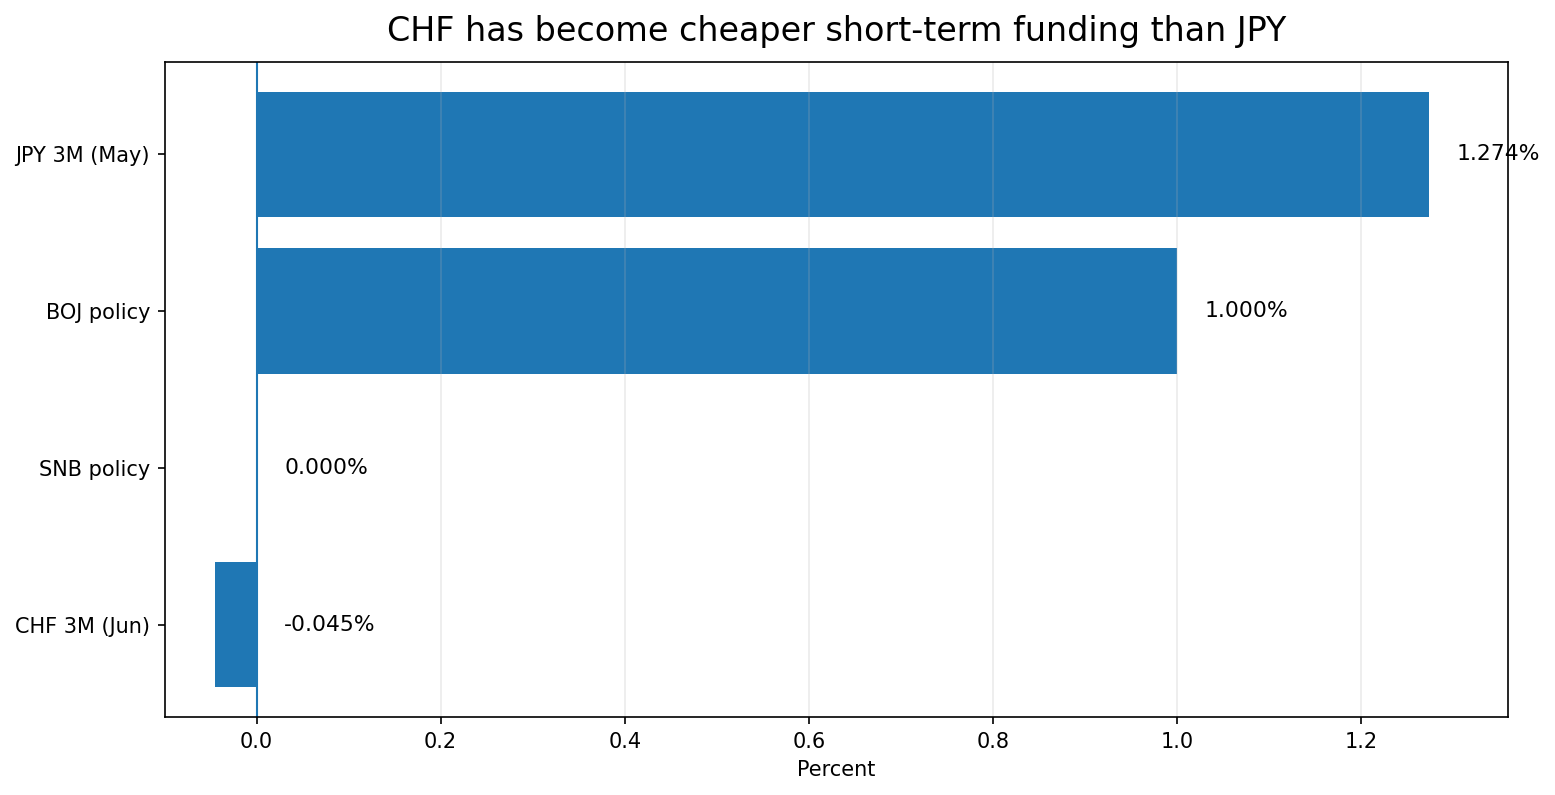 CHF has become cheaper short-term funding than JPY
JPY 3M (May)
1.274%
BOJ policy
1.000%
SNB policy
0.000%
CHF 3M (Jun)
-0.045%
0.0 0.2 0.4 0.6 0.8 1.0 1.2
Percent